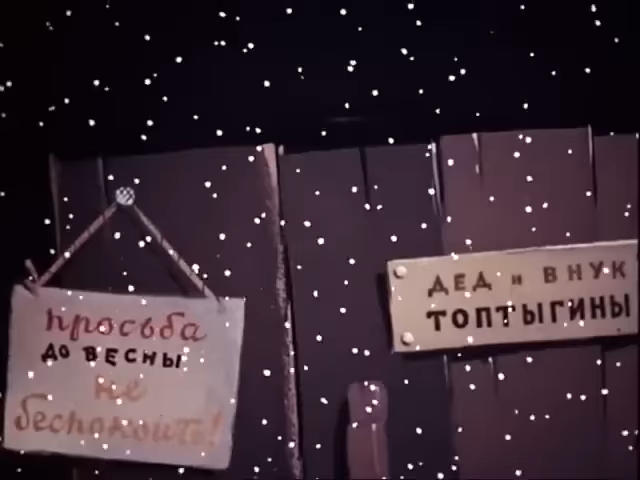 Просьба
до весны
не
беспокоить!
ДЕД и ВНУК
ТОПТЫГИНЫ